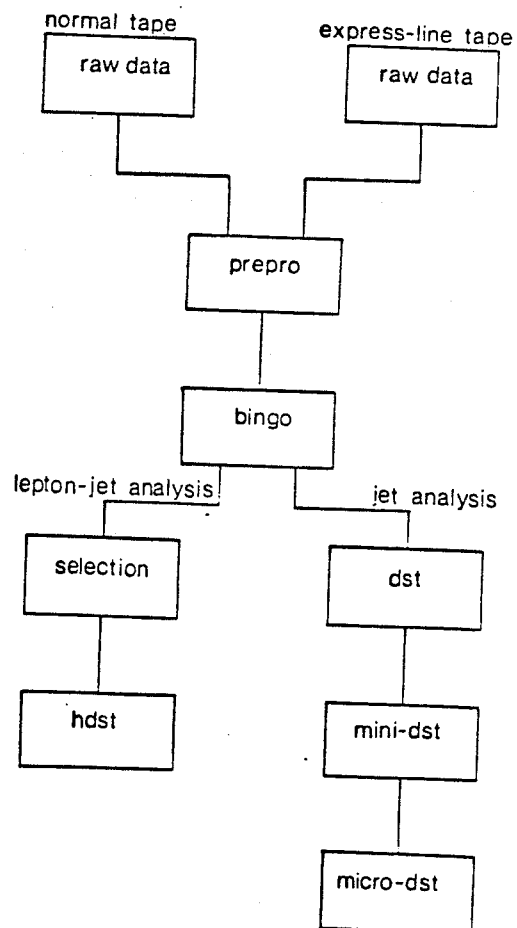 normal tape
express-line tape
raw data
raw data
prepro
bingo
lepton-jet analysis
jet analysis
selection
dst
hdst
mini-dst
micro-dst